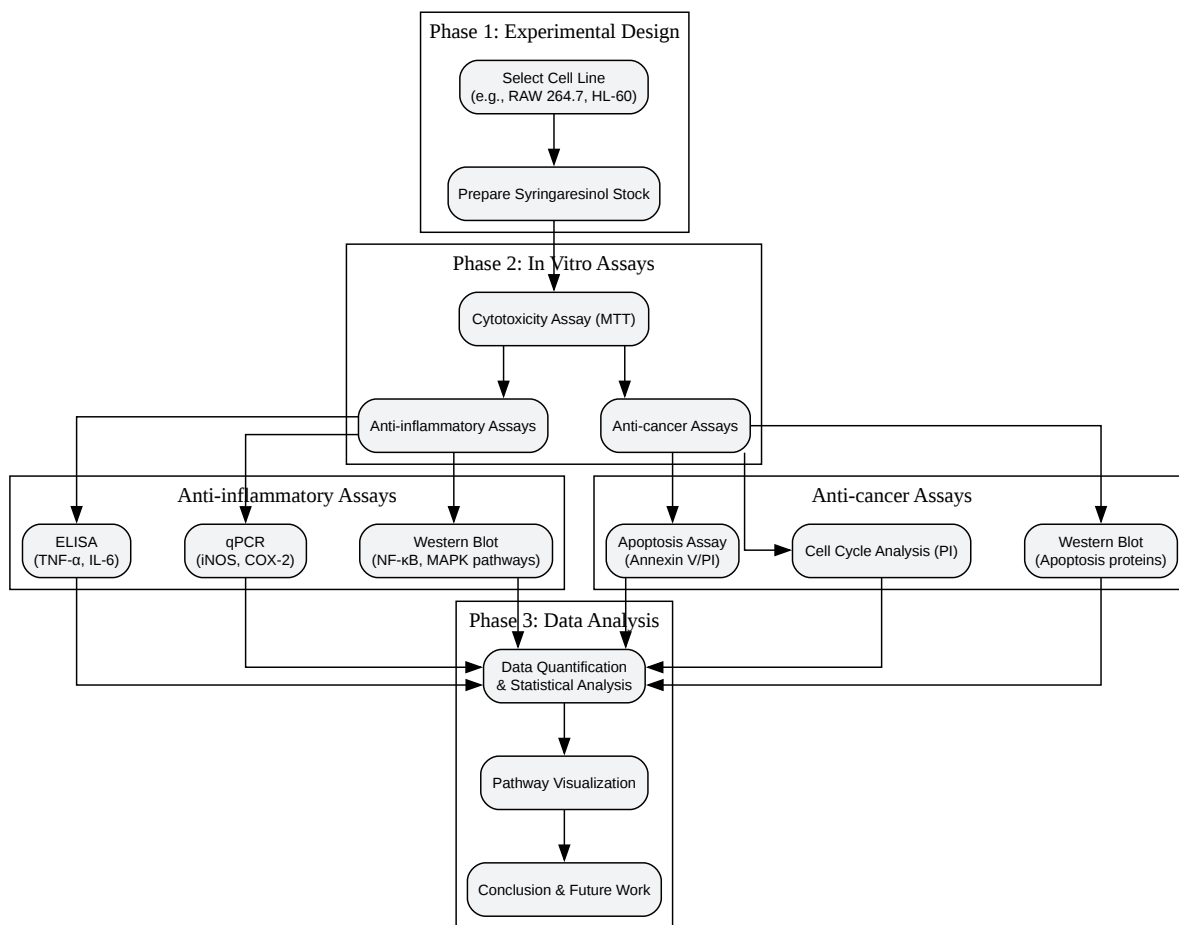 Phase 1: Experimental Design
Select Cell Line
(e.g., RAW 264.7, HL-60)
Prepare Syringaresinol Stock
Phase 2: In Vitro Assays
Cytotoxicity Assay (MTT)
Anti-inflammatory Assays
Anti-cancer Assays
Anti-inflammatory Assays
ELISA
(TNF-α, IL-6)
qPCR
(iNOS, COX-2)
Western Blot
(NF-κB, MAPK pathways)
Anti-cancer Assays
Apoptosis Assay
(Annexin V/PI)
Cell Cycle Analysis (PI)
Western Blot
(Apoptosis proteins)
Phase 3: Data Analysis
Data Quantification
& Statistical Analysis
Pathway Visualization
Conclusion & Future Work